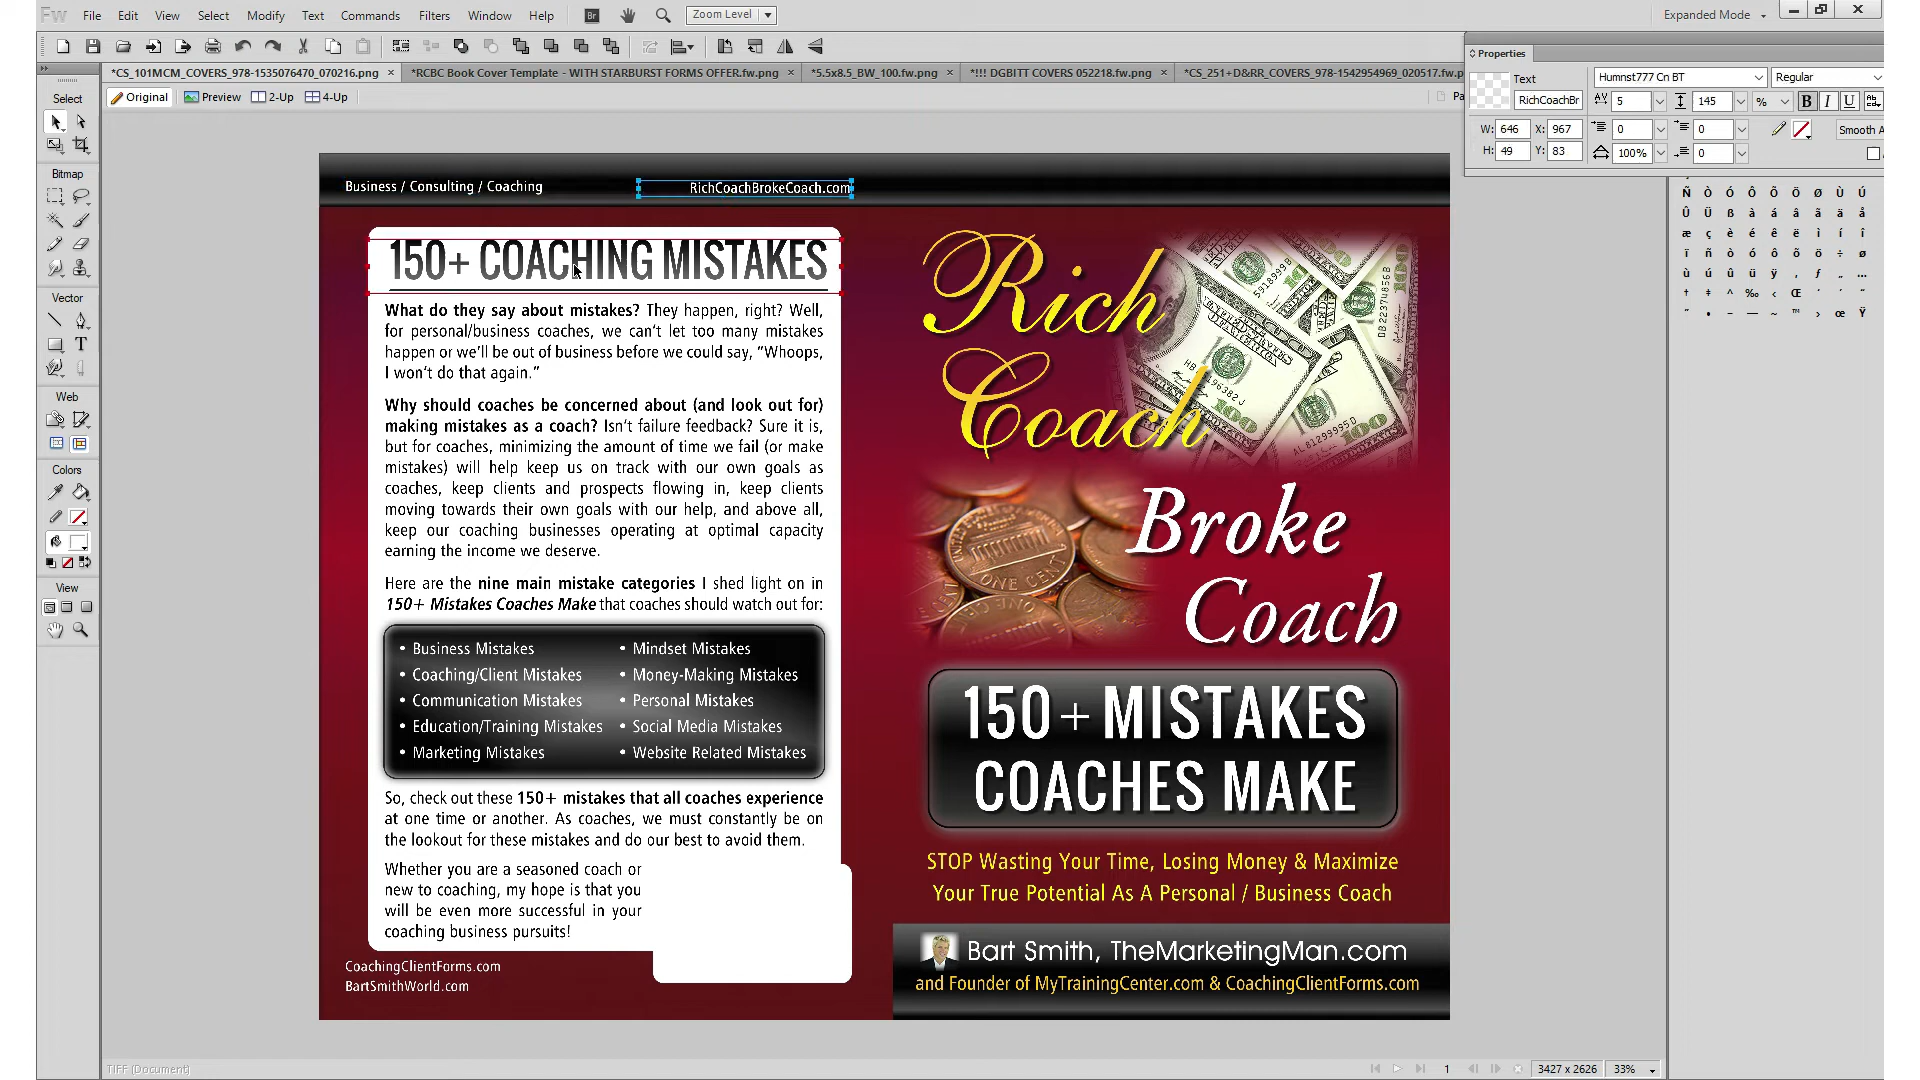 Fw File Edit View Select Modify Text Commands Filters Window Help Br Zoom Level Expanded Mode
*CS_101MCM_COVERS_978-1535076470_070216.png *RCBC Book Cover Template - WITH STARBURST FORMS OFFER.fw.png *5.5x8.5_BW_100.fw.png *!!! DGBITT COVERS 052218.fw.png *CS_251+D&RR_COVERS_978-1542954969_020517.fw.p
Original Preview 2-Up 4-Up Pa
Properties
Text Humnst777 Cn BT Regular
RichCoachBr 5 145 % B I U
W: 646 X: 967 0 0 Smooth A
H: 49 Y: 83 100% 0
Select
Bitmap
Vector
T
Web
Colors
View
Business / Consulting / Coaching RichCoachBrokeCoach.com
150+ COACHING MISTAKES
What do they say about mistakes? They happen, right? Well,
for personal/business coaches, we can't let too many mistakes
happen or we'll be out of business before we could say, "Whoops,
I won't do that again."
Why should coaches be concerned about (and look out for)
making mistakes as a coach? Isn't failure feedback? Sure it is,
but for coaches, minimizing the amount of time we fail (or make
mistakes) will help keep us on track with our own goals as
coaches, keep clients and prospects flowing in, keep clients
moving towards their own goals with our help, and above all,
keep our coaching businesses operating at optimal capacity
earning the income we deserve.
Here are the nine main mistake categories I shed light on in
150+ Mistakes Coaches Make that coaches should watch out for:
• Business Mistakes
• Coaching/Client Mistakes
• Communication Mistakes
• Education/Training Mistakes
• Marketing Mistakes
• Mindset Mistakes
• Money-Making Mistakes
• Personal Mistakes
• Social Media Mistakes
• Website Related Mistakes
So, check out these 150+ mistakes that all coaches experience
at one time or another. As coaches, we must constantly be on
the lookout for these mistakes and do our best to avoid them.
Whether you are a seasoned coach or
new to coaching, my hope is that you
will be even more successful in your
coaching business pursuits!
CoachingClientForms.com
BartSmithWorld.com
Rich
Coach
Broke
Coach
ONE CENT
150+ MISTAKES
COACHES MAKE
STOP Wasting Your Time, Losing Money & Maximize
Your True Potential As A Personal / Business Coach
Bart Smith, TheMarketingMan.com
and Founder of MyTrainingCenter.com & CoachingClientForms.com
Ñ Ò Ó Ô Õ Ö Ø Ù Ú
Û Ü ß à á â ã ä å
æ ç è é ê ë ì í î
ï ñ ò ó ô õ ö ÷ ø
ù ú û ü ÿ
TIFF (Document) 1 3427 x 2626 33%